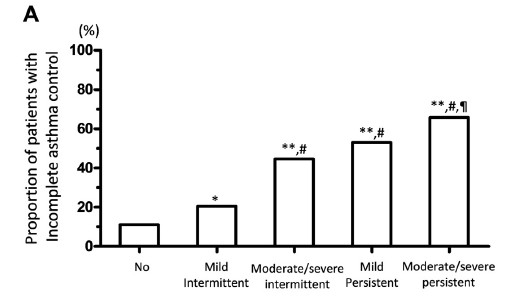 A
(%)
100
80
60
40
20
0
Proportion of patients with
Incomplete asthma control
*
**,#
**,#
**,#,¶
No
Mild
Intermittent
Moderate/severe
intermittent
Mild
Persistent
Moderate/severe
persistent